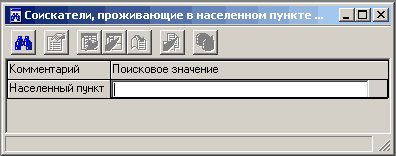 Соискатели, проживающие в населенном пункте ...
Комментарий Поисковое значение
Населенный пункт